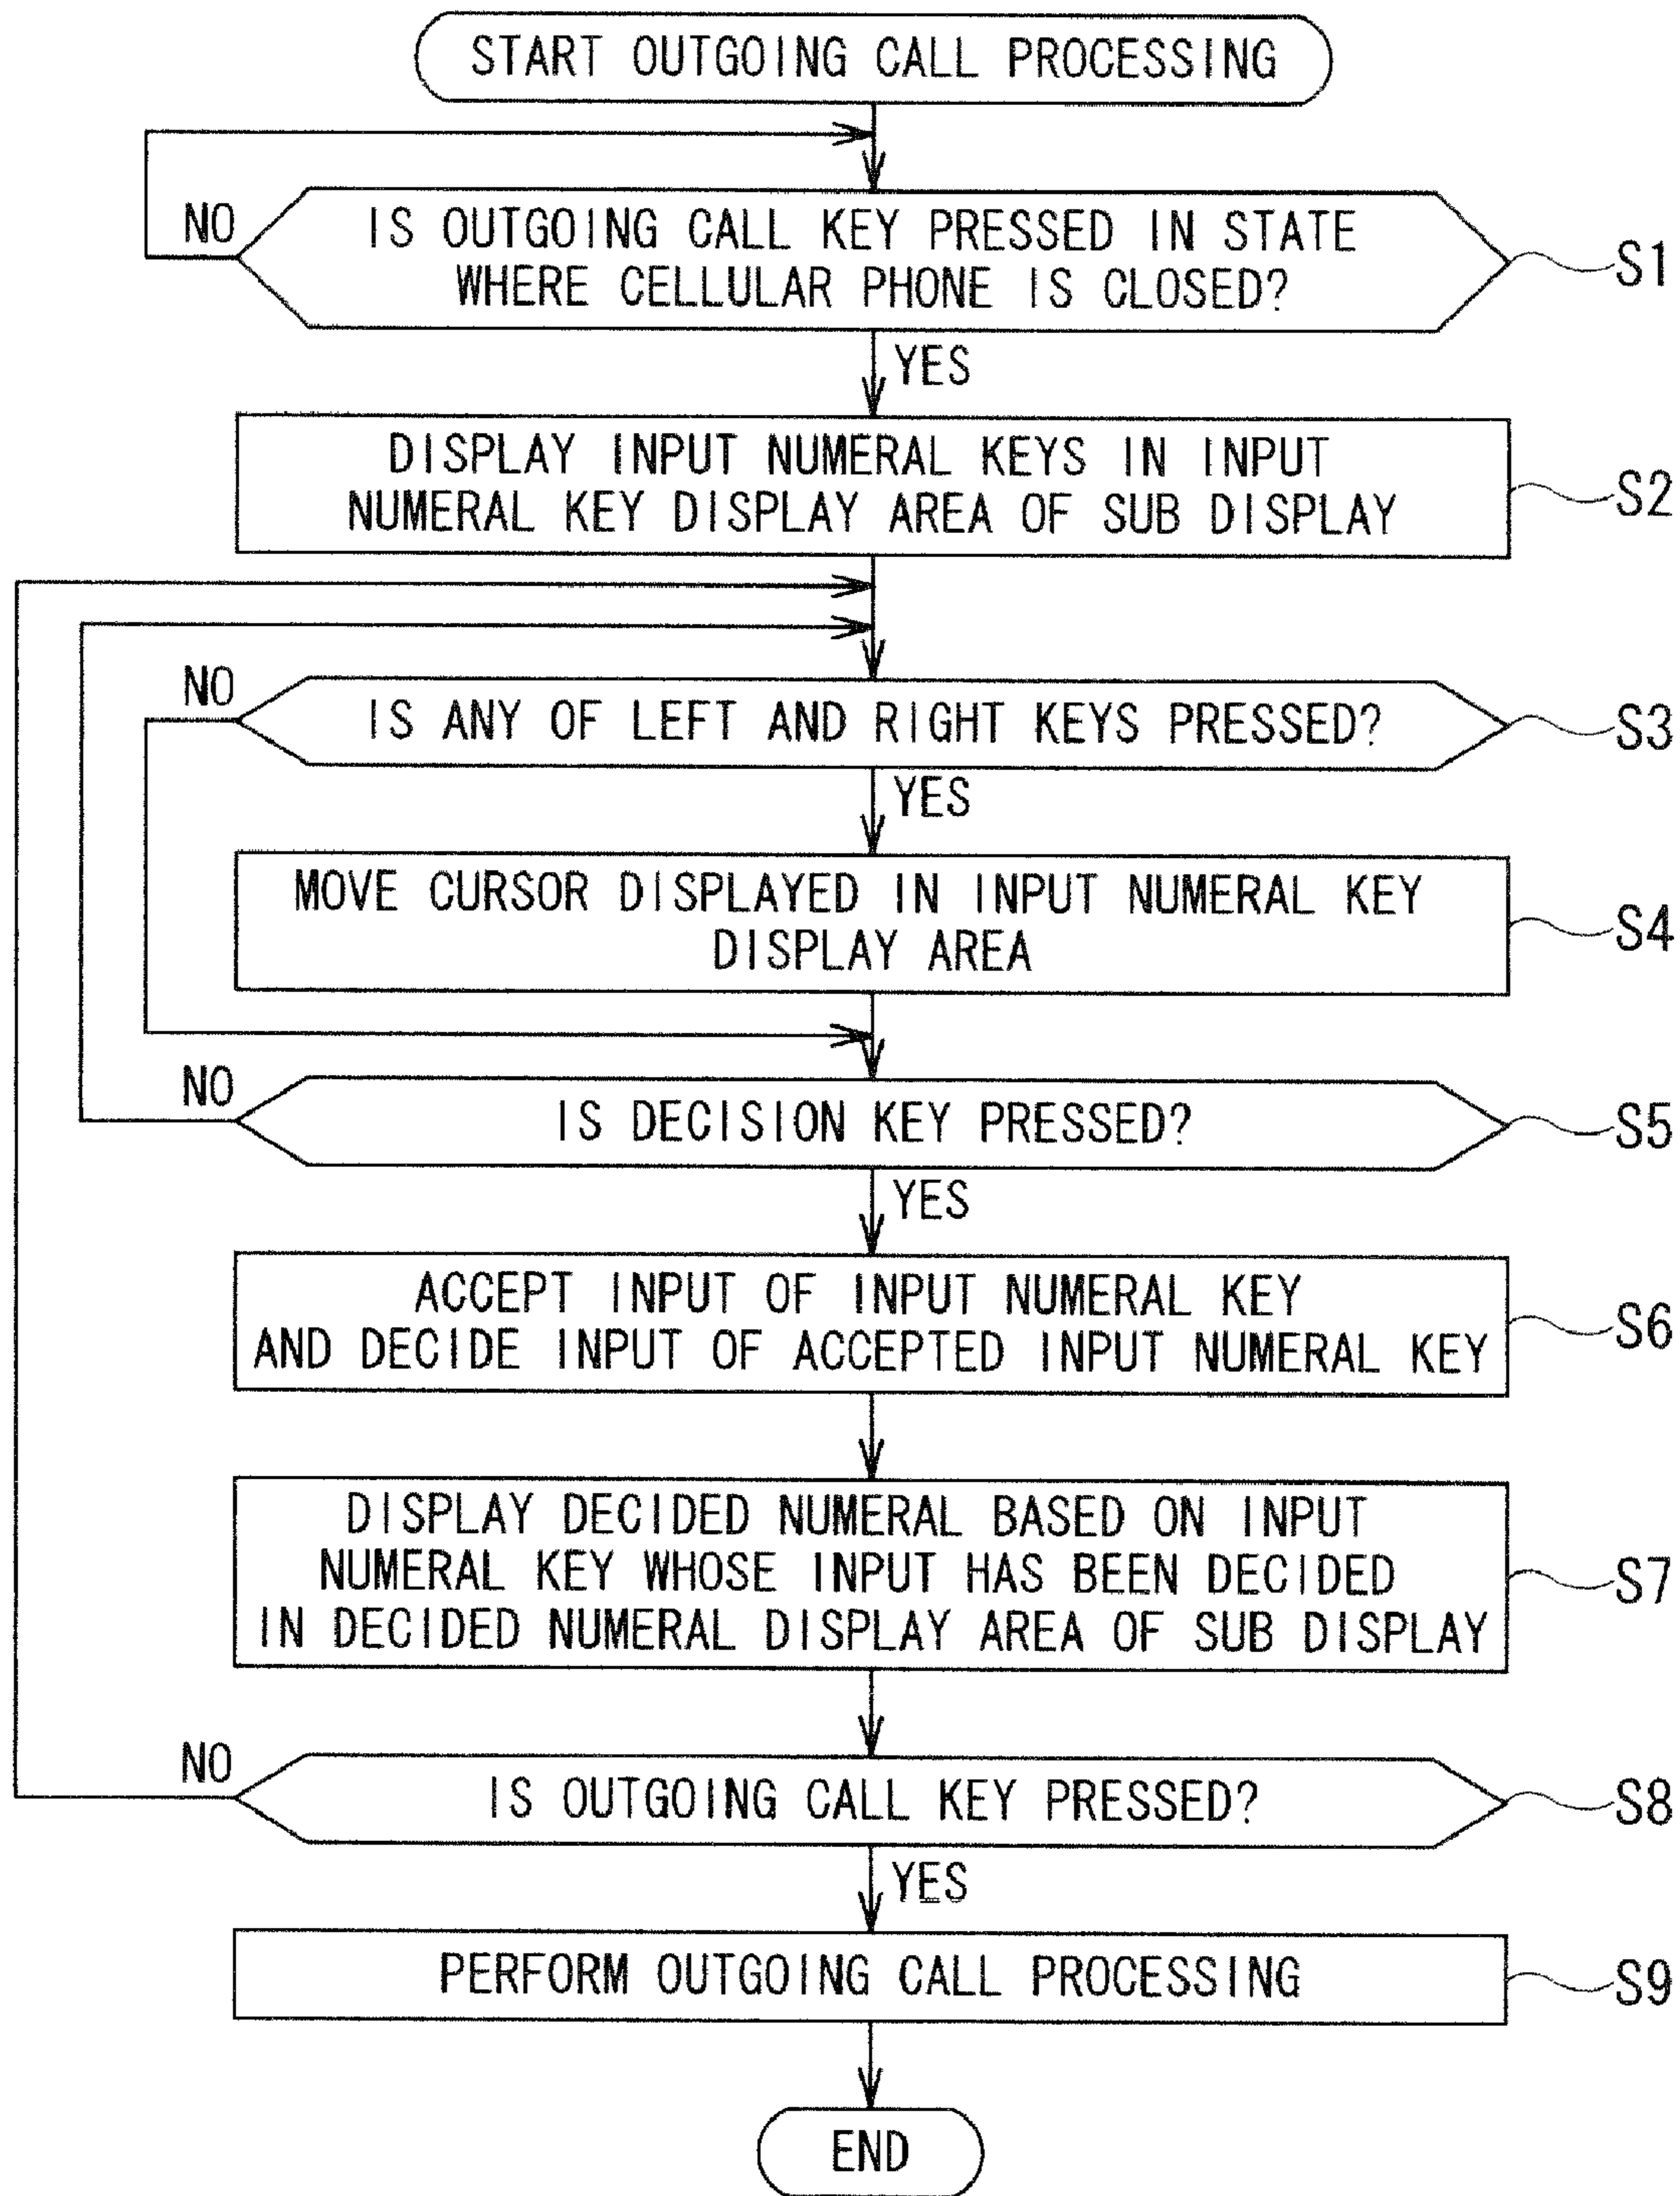 START OUTGOING CALL PROCESSING
NO
IS OUTGOING CALL KEY PRESSED IN STATE
WHERE CELLULAR PHONE IS CLOSED?
S1
YES
DISPLAY INPUT NUMERAL KEYS IN INPUT
NUMERAL KEY DISPLAY AREA OF SUB DISPLAY
S2
NO
IS ANY OF LEFT AND RIGHT KEYS PRESSED?
S3
YES
MOVE CURSOR DISPLAYED IN INPUT NUMERAL KEY
DISPLAY AREA
S4
NO
IS DECISION KEY PRESSED?
S5
YES
ACCEPT INPUT OF INPUT NUMERAL KEY
AND DECIDE INPUT OF ACCEPTED INPUT NUMERAL KEY
S6
DISPLAY DECIDED NUMERAL BASED ON INPUT
NUMERAL KEY WHOSE INPUT HAS BEEN DECIDED
IN DECIDED NUMERAL DISPLAY AREA OF SUB DISPLAY
S7
NO
IS OUTGOING CALL KEY PRESSED?
S8
YES
PERFORM OUTGOING CALL PROCESSING
S9
END